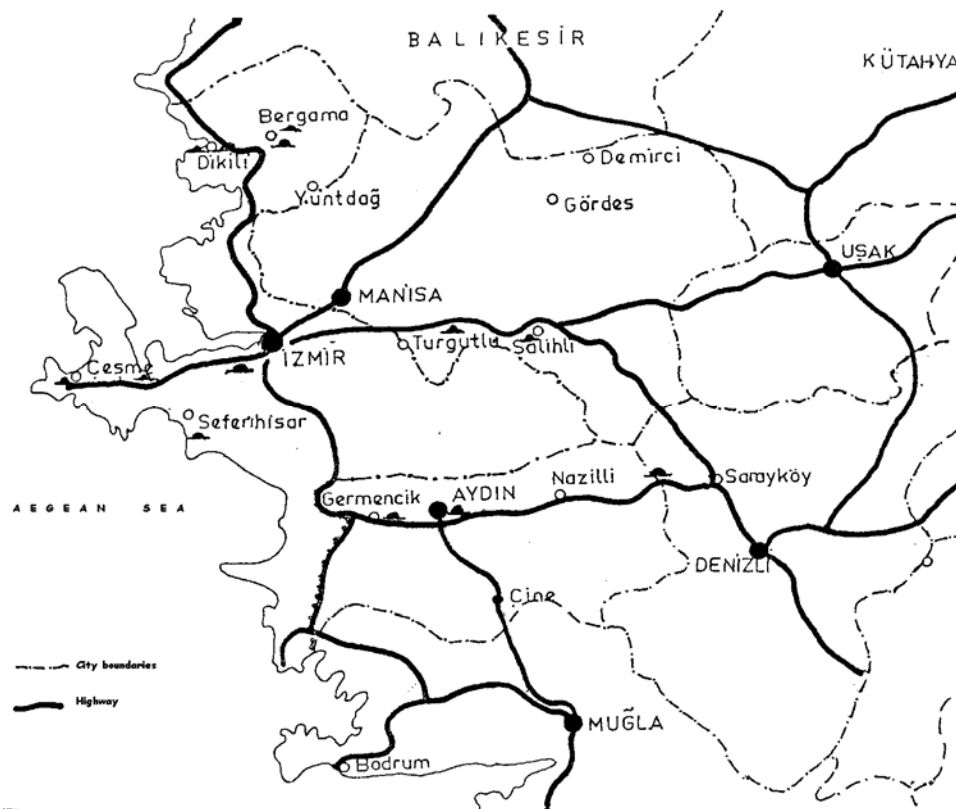 BALIKESİR
KÜTAHYA
Bergama
Dikili
Demirci
Yuntdağ
Gördes
UŞAK
MANİSA
İZMİR
Turgutlu
Salihli
Çeşme
Seferihisar
Nazilli
Sarayköy
AEGEAN SEA
Germencik
AYDIN
DENİZLİ
Çine
City boundaries
Highway
MUĞLA
Bodrum